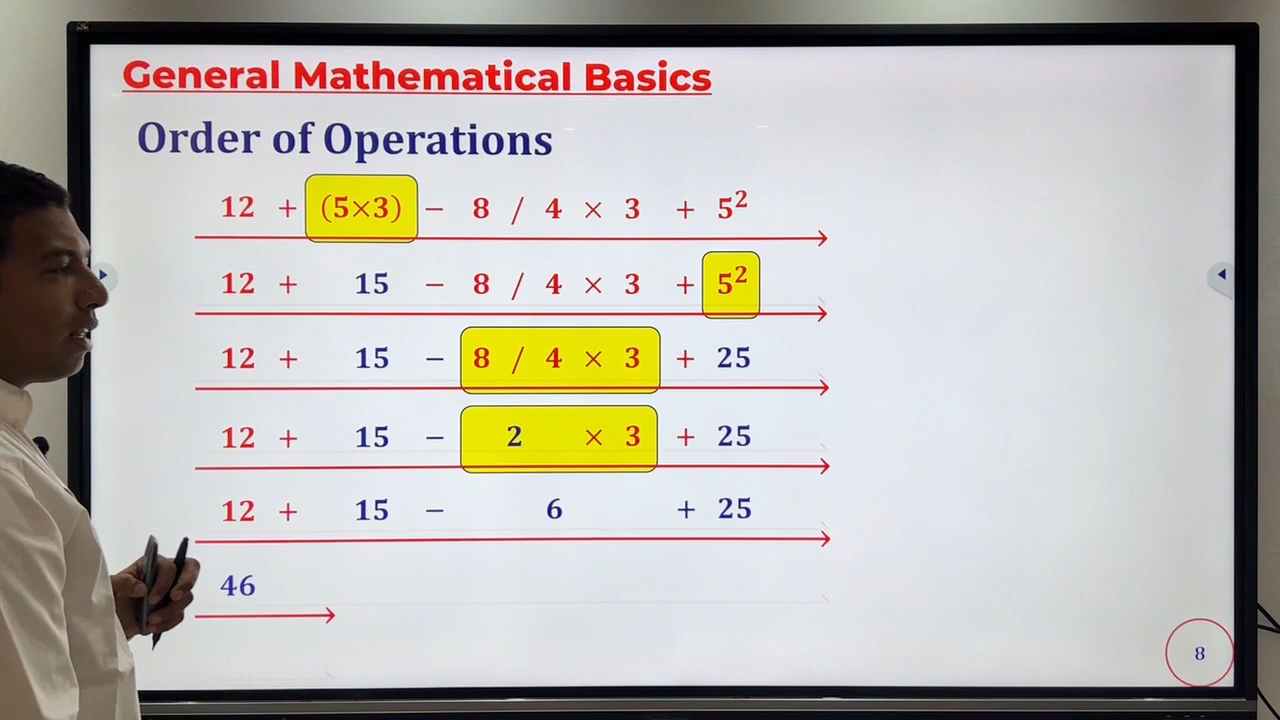 General Mathematical Basics
Order of Operations
12 + (5×3) − 8 / 4 × 3 + 5²
12 + 15 − 8 / 4 × 3 + 5²
12 + 15 − 8 / 4 × 3 + 25
12 + 15 − 2 × 3 + 25
12 + 15 − 6 + 25
46
8